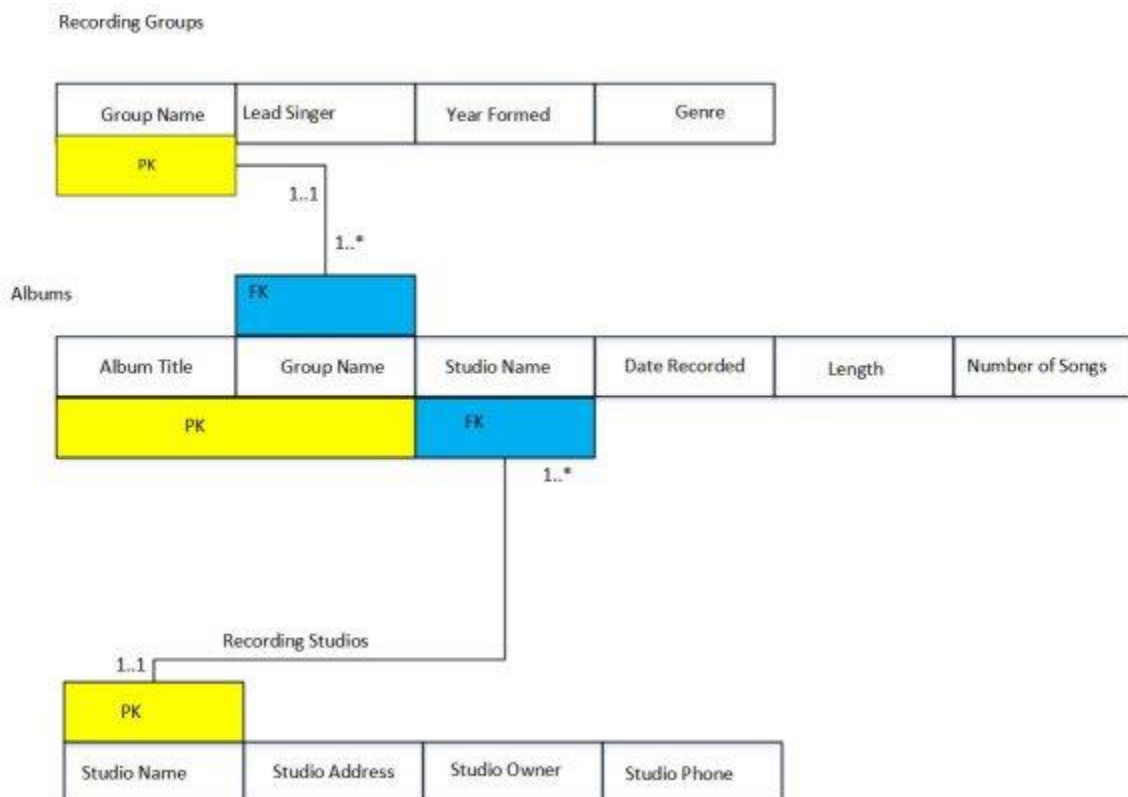 Recording Groups
Group Name Lead Singer Year Formed Genre
PK
1..1
1..*
Albums
FK
Album Title Group Name Studio Name Date Recorded Length Number of Songs
PK FK
1..*
Recording Studios
1..1
PK
Studio Name Studio Address Studio Owner Studio Phone